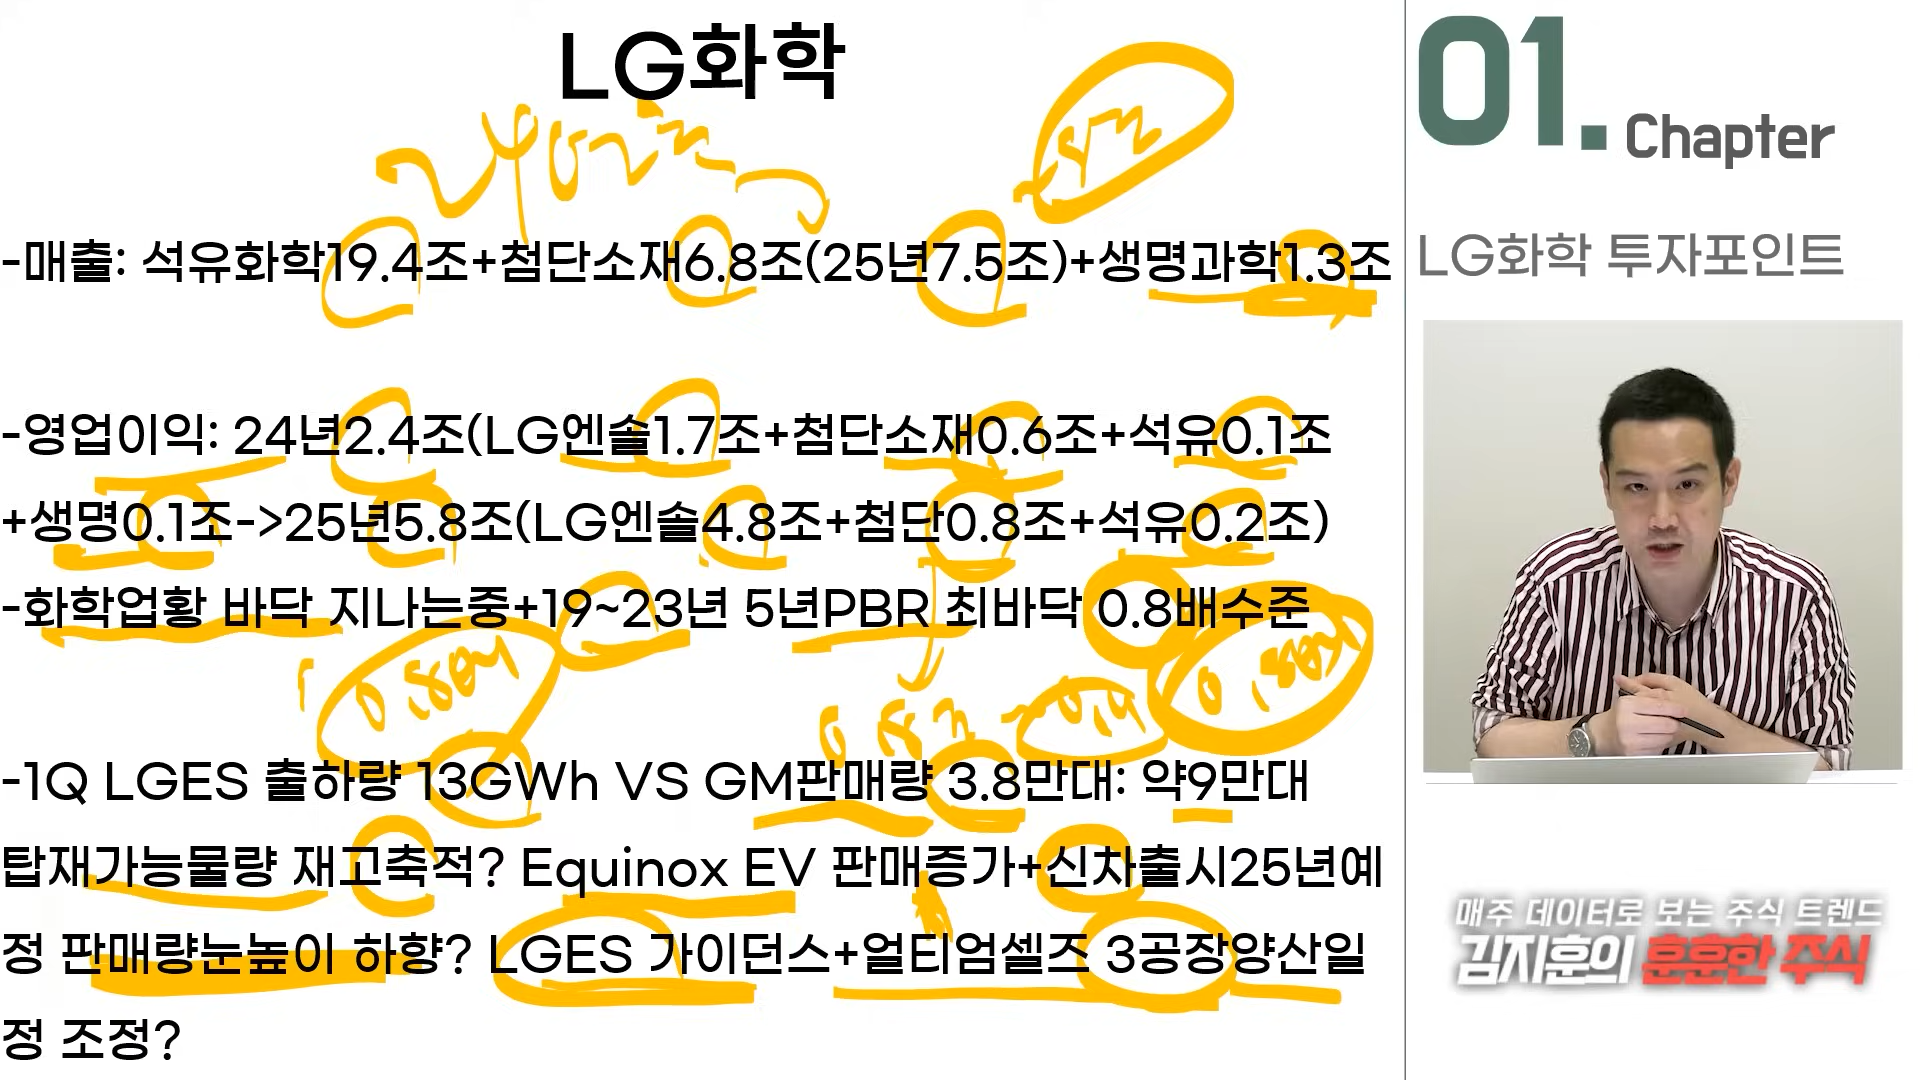 LG화학
-매출: 석유화학19.4조+첨단소재6.8조(25년7.5조)+생명과학1.3조
-영업이익: 24년2.4조(LG엔솔1.7조+첨단소재0.6조+석유0.1조
+생명0.1조->25년5.8조(LG엔솔4.8조+첨단0.8조+석유0.2조)
-화학업황 바닥 지나는중+19~23년 5년PBR 최바닥 0.8배수준
-1Q LGES 출하량 13GWh VS GM판매량 3.8만대: 약9만대
탑재가능물량 재고축적? Equinox EV 판매증가+신차출시25년예
정 판매량눈높이 하향? LGES 가이던스+얼티엄셀즈 3공장양산일
정 조정?
01. Chapter
LG화학 투자포인트
매주 데이터로 보는 주식 트렌드
김지훈의 훈훈한 주식